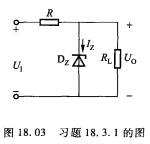 R
+
+
I_Z
U_I
D_Z
R_L
U_O
−
−
图 18.03 习题 18.3.1 的图